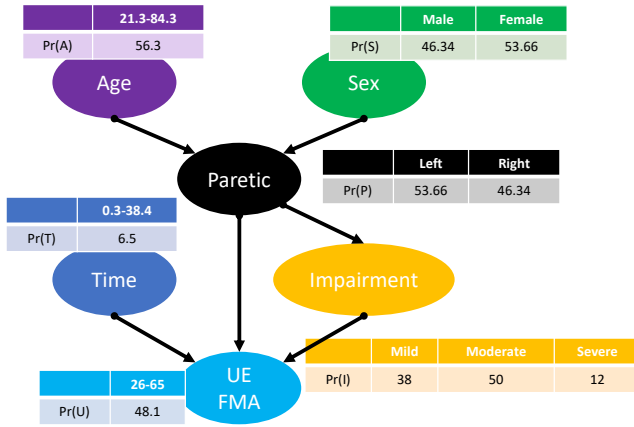 21.3-84.3
Pr(A) 56.3
Male Female
Pr(S) 46.34 53.66
Age
Sex
Left Right
Pr(P) 53.66 46.34
Paretic
0.3-38.4
Pr(T) 6.5
Time
Impairment
Mild Moderate Severe
Pr(I) 38 50 12
26-65
Pr(U) 48.1
UE
FMA